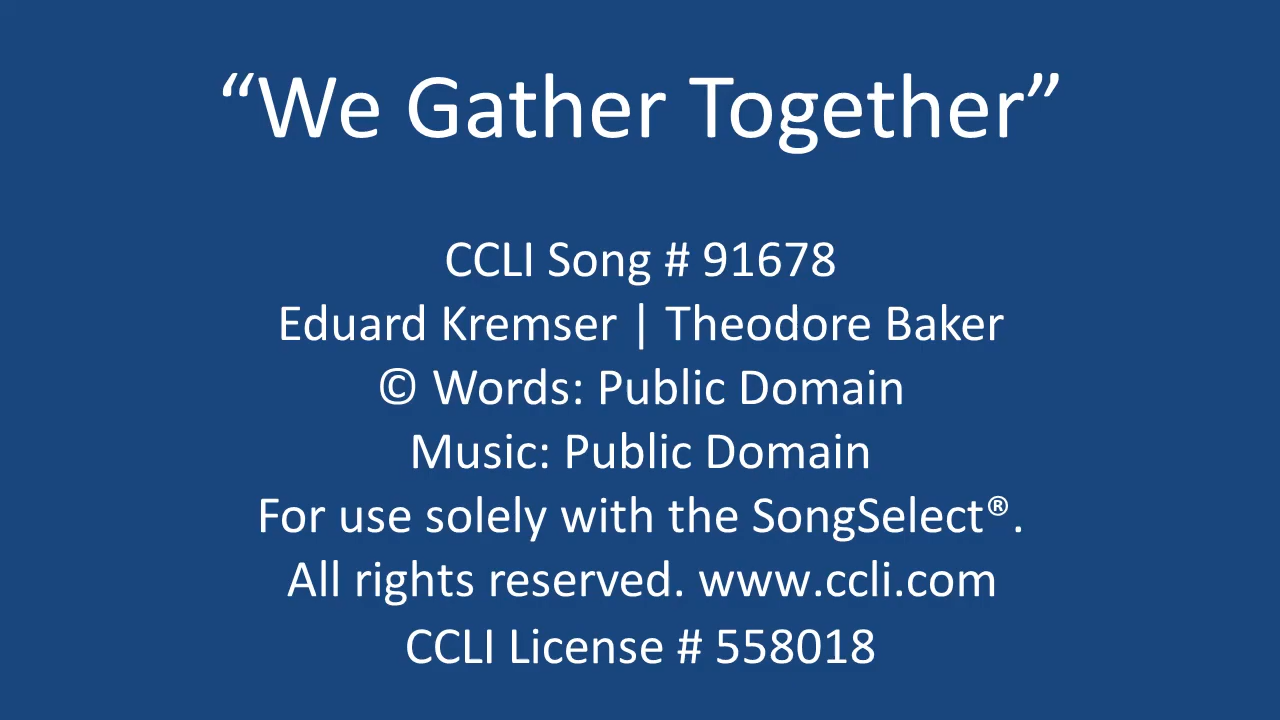 “We Gather Together”
CCLI Song # 91678
Eduard Kremser | Theodore Baker
© Words: Public Domain
Music: Public Domain
For use solely with the SongSelect®.
All rights reserved. www.ccli.com
CCLI License # 558018